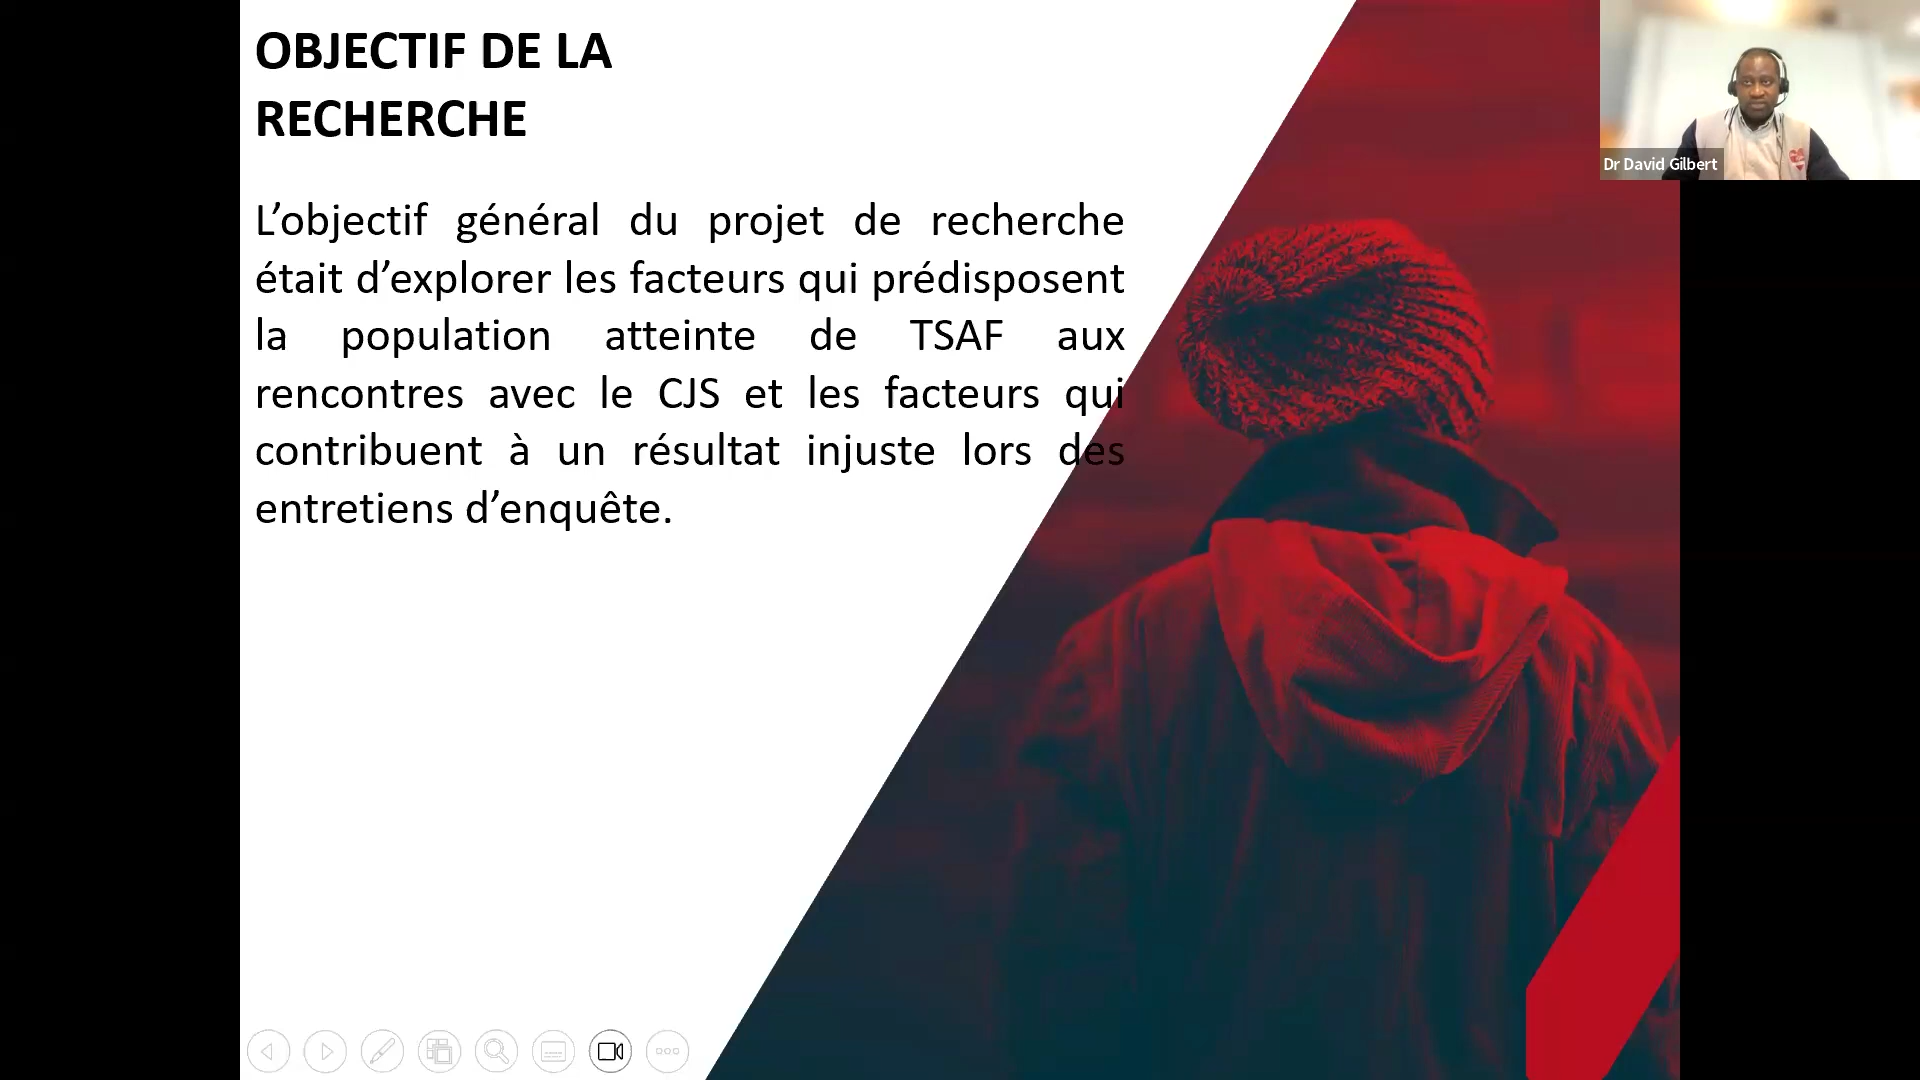 OBJECTIF DE LA
RECHERCHE
L’objectif général du projet de recherche
était d’explorer les facteurs qui prédisposent
la population atteinte de TSAF aux
rencontres avec le CJS et les facteurs qui
contribuent à un résultat injuste lors des
entretiens d’enquête.
Dr David Gilbert